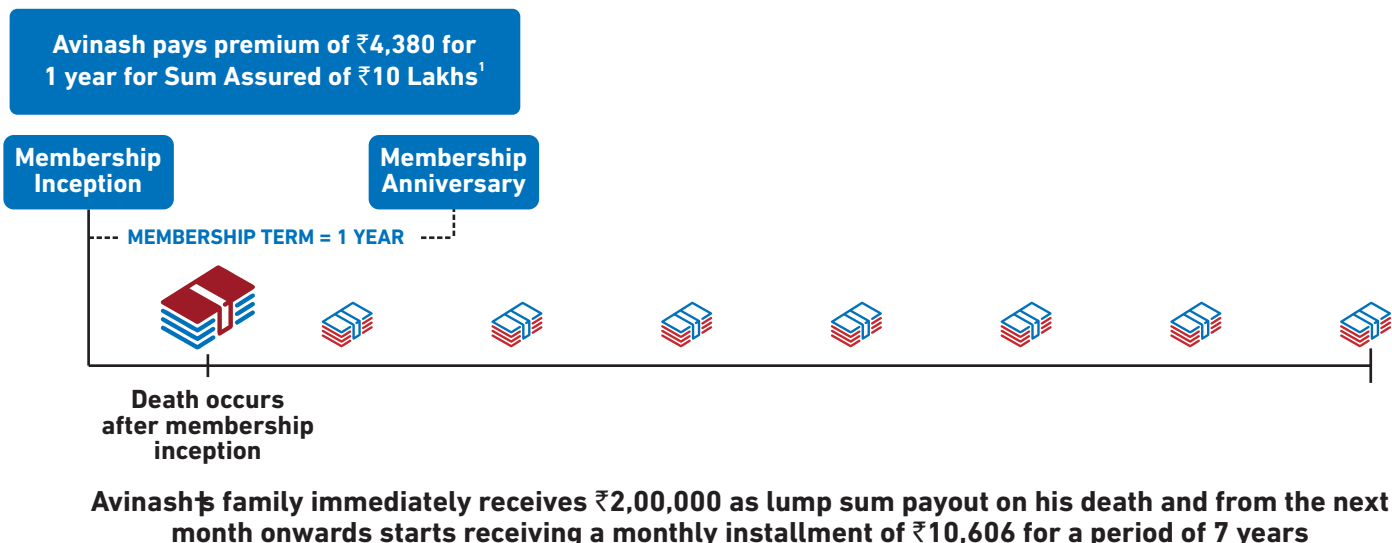 Avinash pays premium of ₹4,380 for
1 year for Sum Assured of ₹10 Lakhs¹
Membership
Inception
Membership
Anniversary
MEMBERSHIP TERM = 1 YEAR
Death occurs
after membership
inception
Avinash‡s family immediately receives ₹2,00,000 as lump sum payout on his death and from the next
month onwards starts receiving a monthly installment of ₹10,606 for a period of 7 years